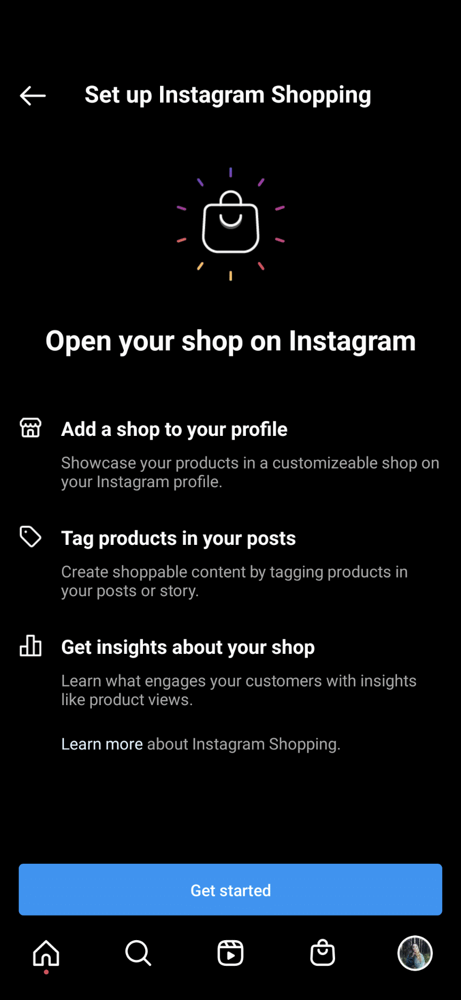 Set up Instagram Shopping
Open your shop on Instagram
Add a shop to your profile
Showcase your products in a customizeable shop on
your Instagram profile.
Tag products in your posts
Create shoppable content by tagging products in
your posts or story.
Get insights about your shop
Learn what engages your customers with insights
like product views.
Learn more about Instagram Shopping.
Get started